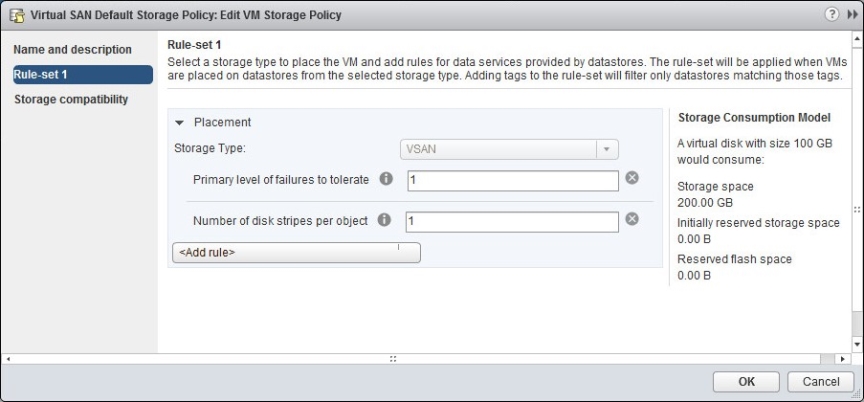 Virtual SAN Default Storage Policy: Edit VM Storage Policy
Name and description
Rule-set 1
Storage compatibility
Rule-set 1
Select a storage type to place the VM and add rules for data services provided by datastores. The rule-set will be applied when VMs
are placed on datastores from the selected storage type. Adding tags to the rule-set will filter only datastores matching those tags.
Placement
Storage Type:
VSAN
Primary level of failures to tolerate
1
Number of disk stripes per object
1
<Add rule>
Storage Consumption Model
A virtual disk with size 100 GB
would consume:
Storage space
200.00 GB
Initially reserved storage space
0.00 B
Reserved flash space
0.00 B
OK
Cancel